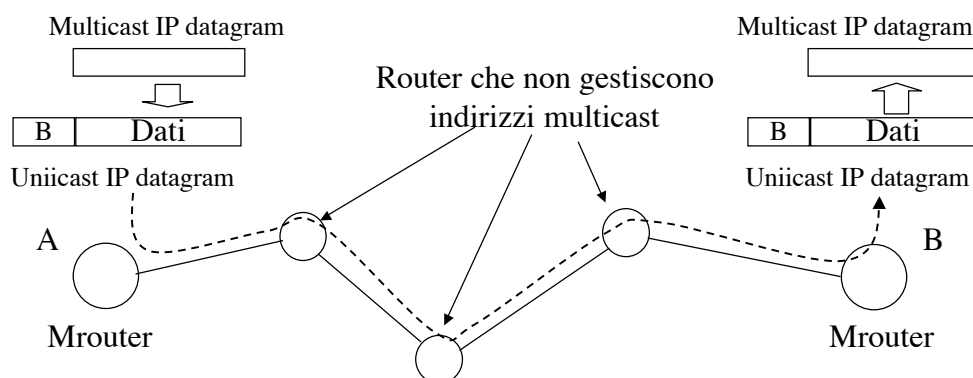 Multicast IP datagram
Multicast IP datagram
Router che non gestiscono
indirizzi multicast
B Dati
B Dati
Uniicast IP datagram
Uniicast IP datagram
A
B
Mrouter
Mrouter